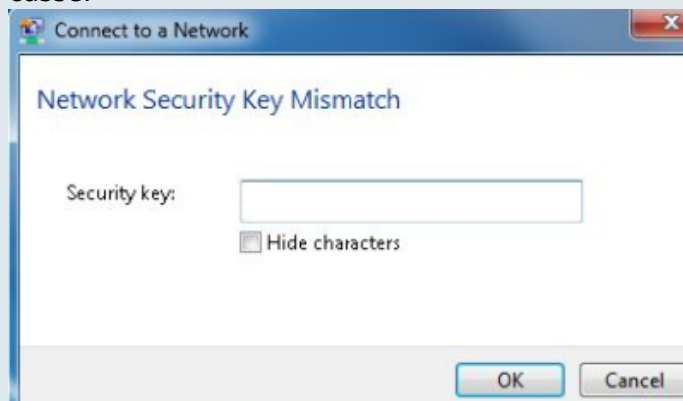 Connect to a Network
Network Security Key Mismatch
Security key:
Hide characters
OK Cancel